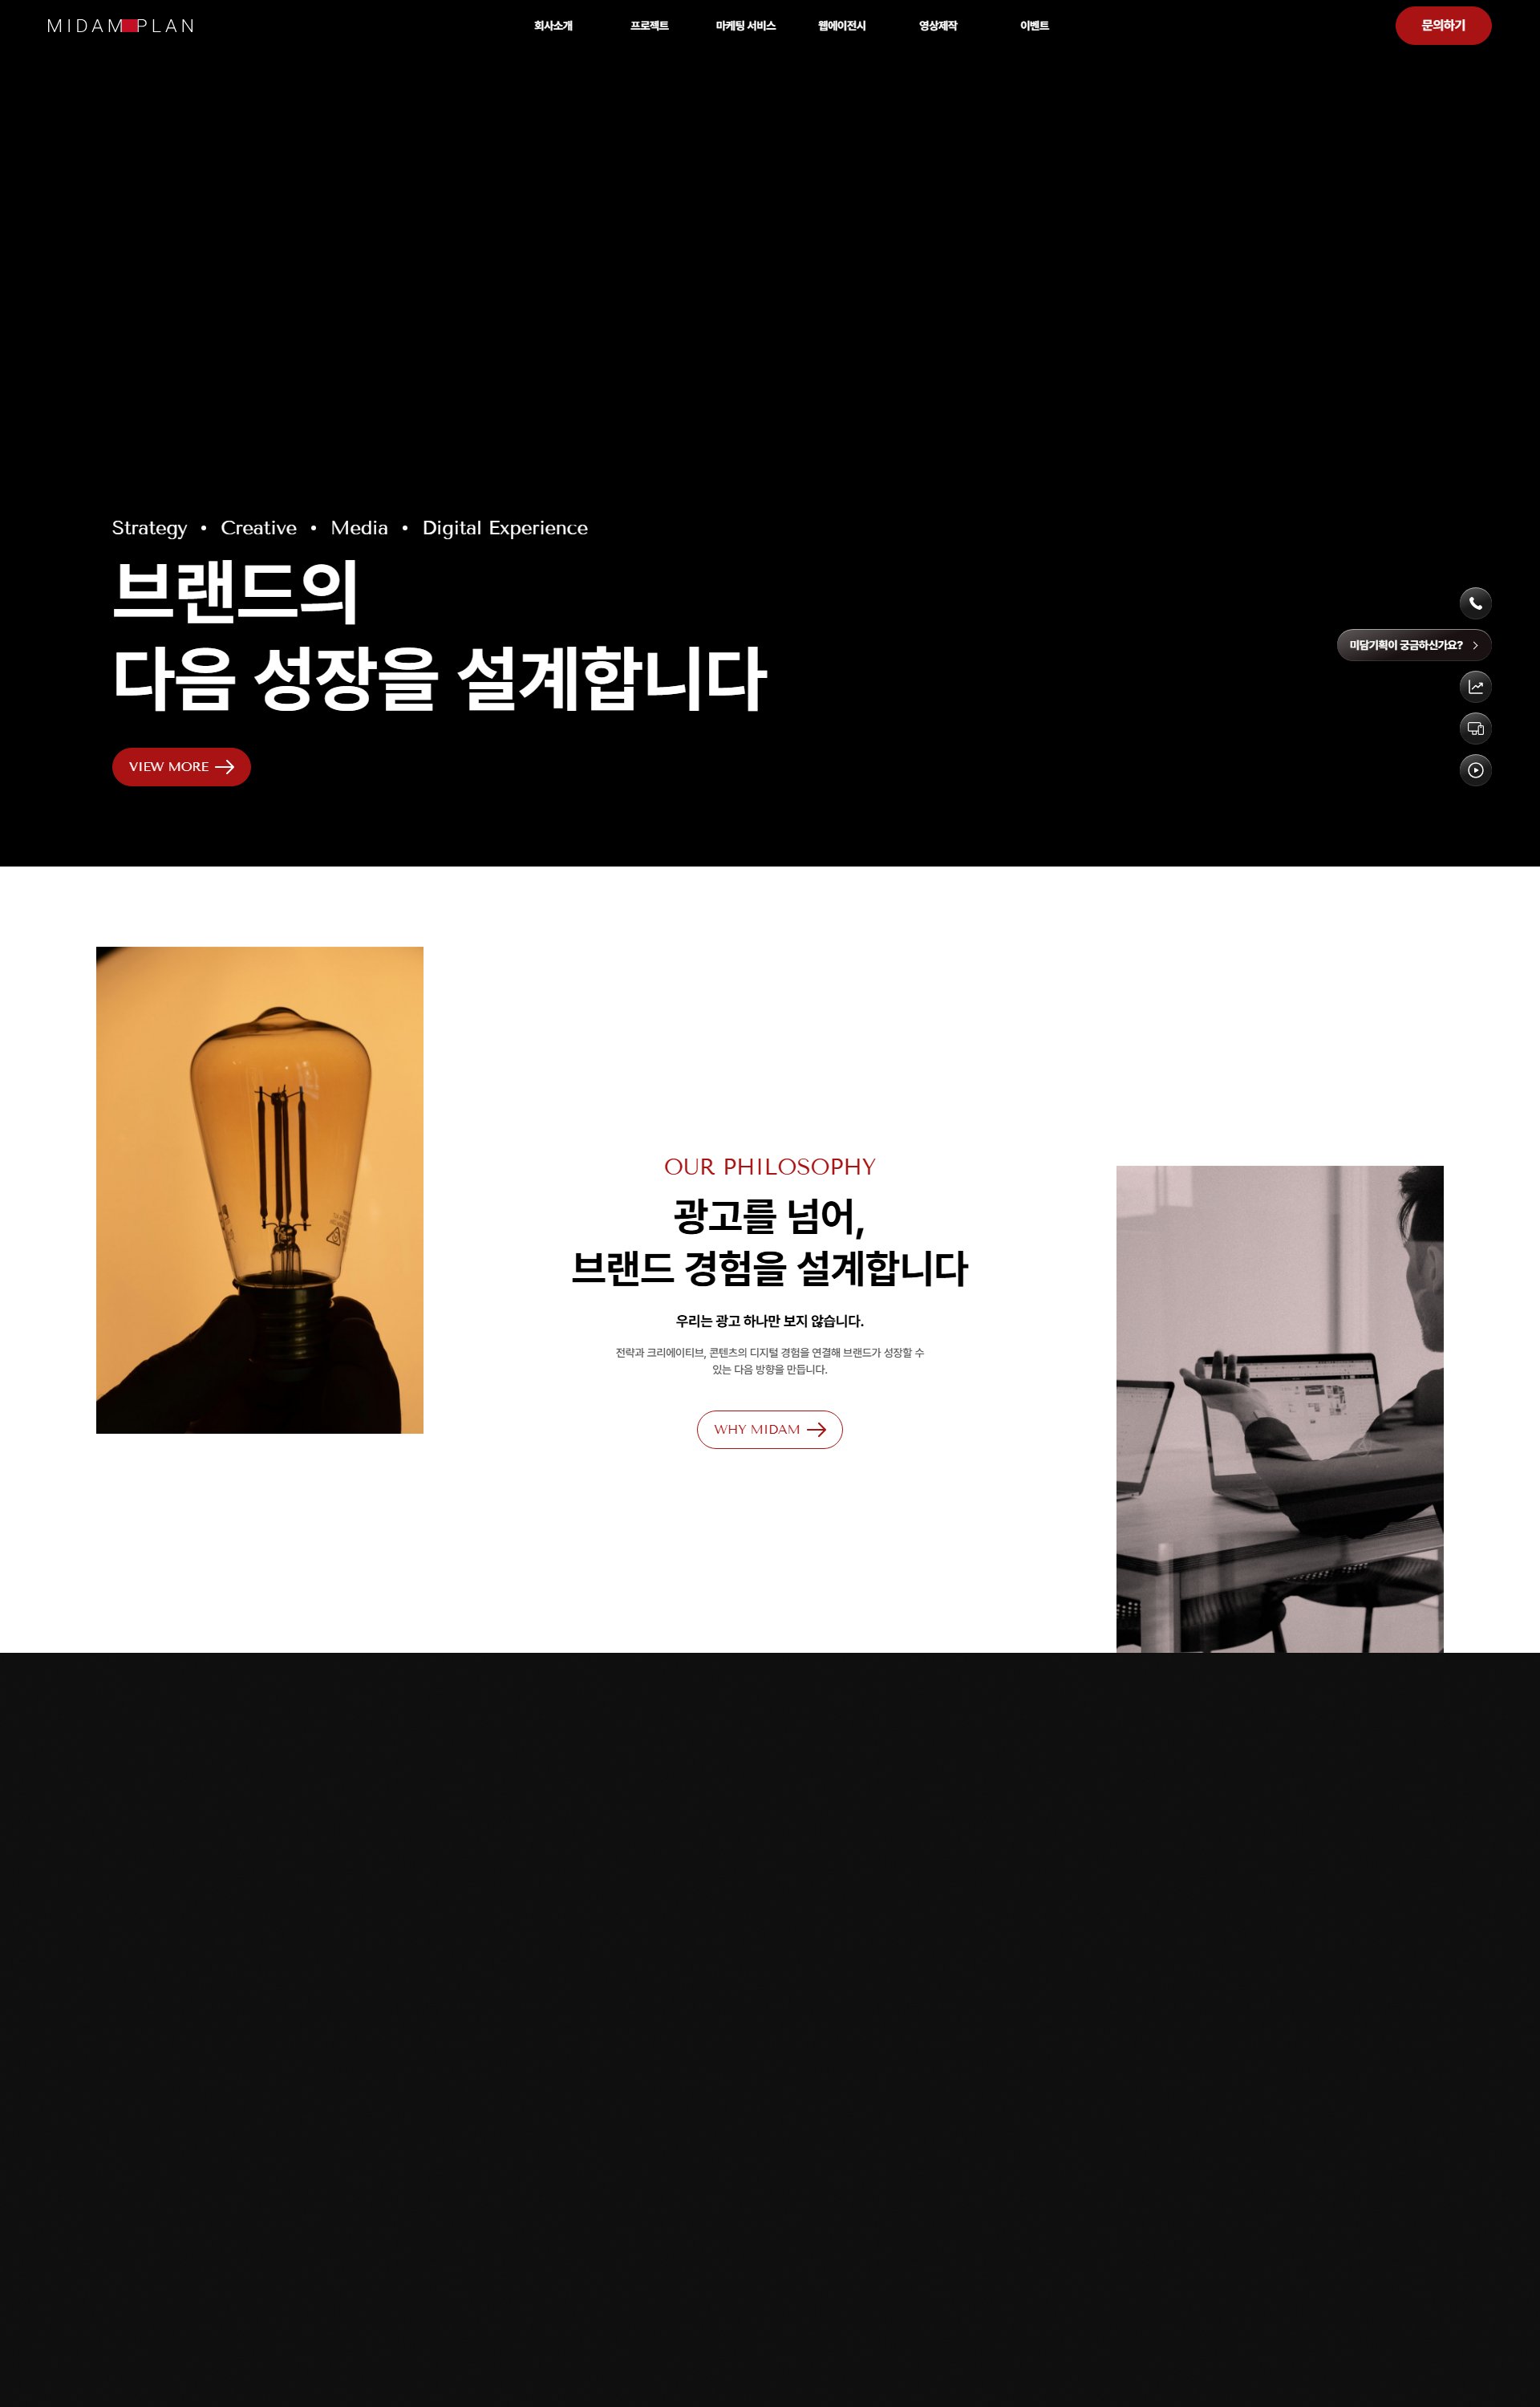 MIDAM PLAN
회사소개
프로젝트
마케팅 서비스
웹에이전시
영상제작
이벤트
문의하기
Strategy • Creative • Media • Digital Experience
브랜드의
다음 성장을 설계합니다
미담기획이 궁금하신가요?
VIEW MORE
OUR PHILOSOPHY
광고를 넘어,
브랜드 경험을 설계합니다
우리는 광고 하나만 보지 않습니다.
전략과 크리에이티브, 콘텐츠의 디지털 경험을 연결해 브랜드가 성장할 수
있는 다음 방향을 만듭니다.
WHY MIDAM